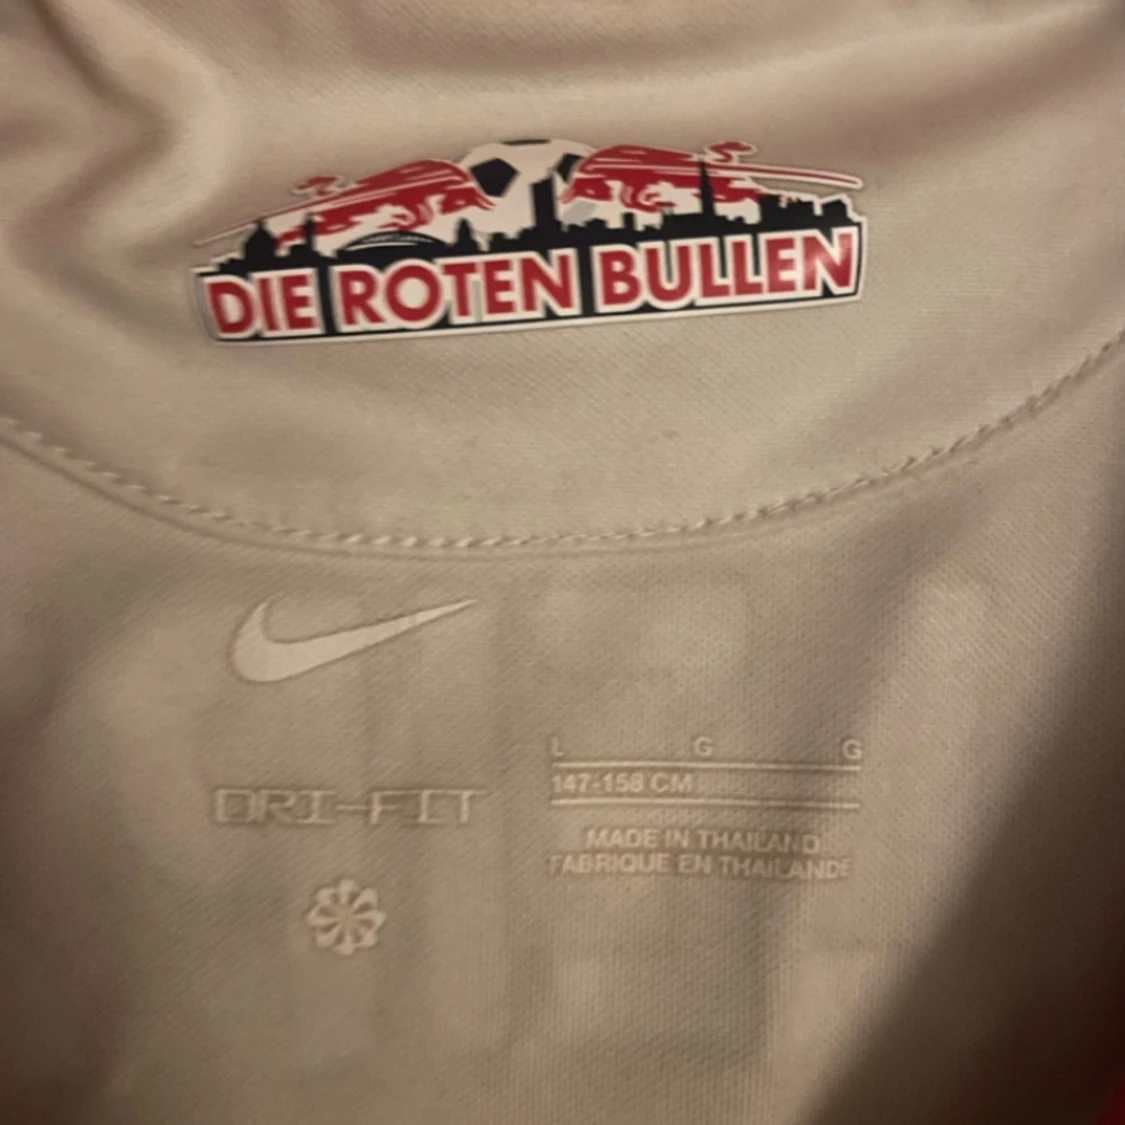 DIE ROTEN BULLEN
L G G
147-158 CM
DRI-FIT
MADE IN THAILAND
FABRIQUE EN THAILANDE